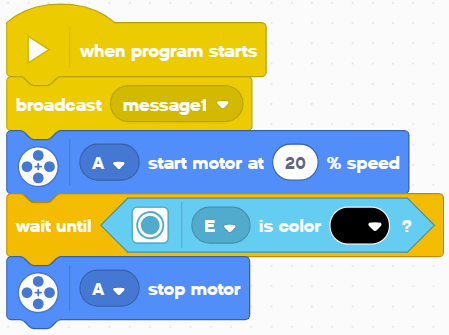 when program starts
broadcast message1
A start motor at 20 % speed
wait until E is color ?
A stop motor